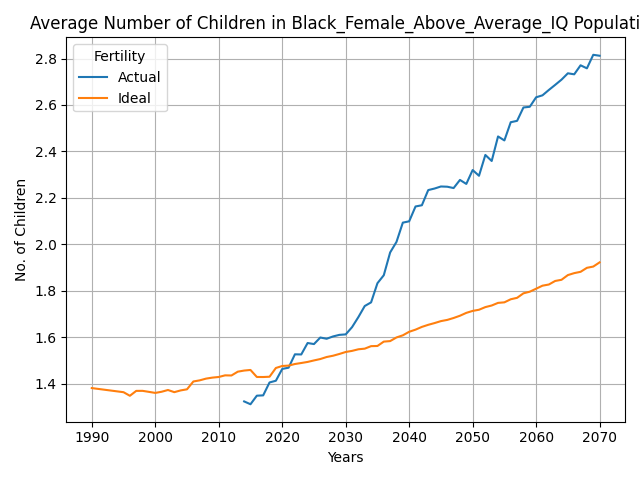 Average Number of Children in Black_Female_Above_Average_IQ Populati
Fertility
Actual
Ideal
2.8
2.6
2.4
2.2
2.0
1.8
1.6
1.4
No. of Children
1990 2000 2010 2020 2030 2040 2050 2060 2070
Years